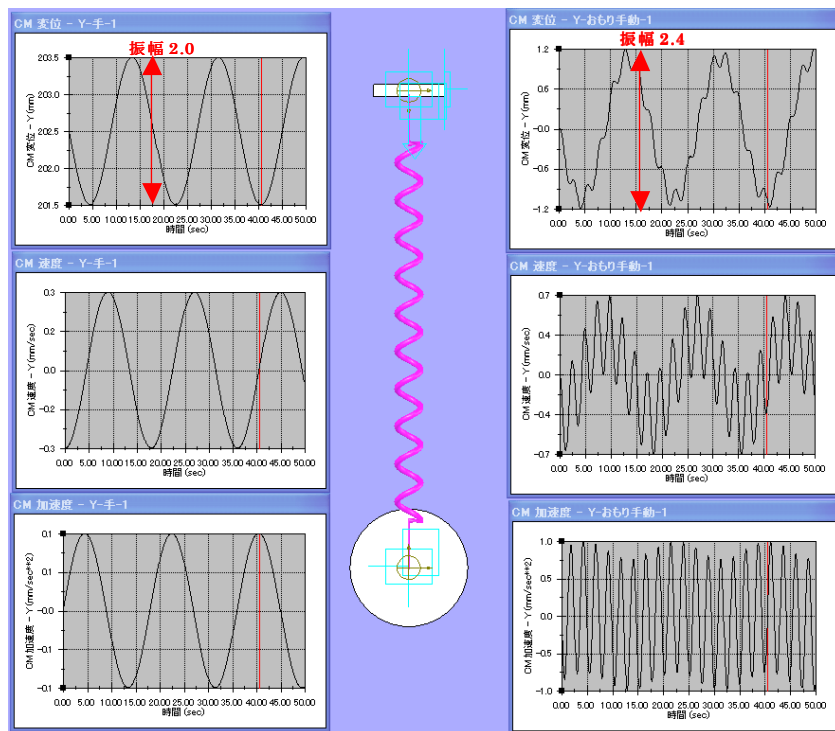 CM 変位 - Y-手-1
振幅 2.0
203.5
203.0
202.5
202.0
201.5
CM 変位 - Y (mm)
0.00 5.00 10.00 15.00 20.00 25.00 30.00 35.00 40.00 45.00 50.00
時間 (sec)
CM 速度 - Y-手-1
0.3
0.2
0.0
-0.2
-0.3
CM 速度 - Y (mm/sec)
0.00 5.00 10.00 15.00 20.00 25.00 30.00 35.00 40.00 45.00 50.00
時間 (sec)
CM 加速度 - Y-手-1
0.1
0.1
-0.0
-0.1
-0.1
CM 加速度 - Y (mm/sec**2)
0.00 5.00 10.00 15.00 20.00 25.00 30.00 35.00 40.00 45.00 50.00
時間 (sec)
CM 変位 - Y-おもり手動-1
振幅 2.4
1.2
0.6
-0.0
-0.6
-1.2
CM 変位 - Y (mm)
0.00 5.00 10.00 15.00 20.00 25.00 30.00 35.00 40.00 45.00 50.00
時間 (sec)
CM 速度 - Y-おもり手動-1
0.7
0.4
0.0
-0.4
-0.7
CM 速度 - Y (mm/sec)
0.00 5.00 10.00 15.00 20.00 25.00 30.00 35.00 40.00 45.00 50.00
時間 (sec)
CM 加速度 - Y-おもり手動-1
1.0
0.5
0.0
-0.5
-1.0
CM 加速度 - Y (mm/sec**2)
0.00 5.00 10.00 15.00 20.00 25.00 30.00 35.00 40.00 45.00 50.00
時間 (sec)